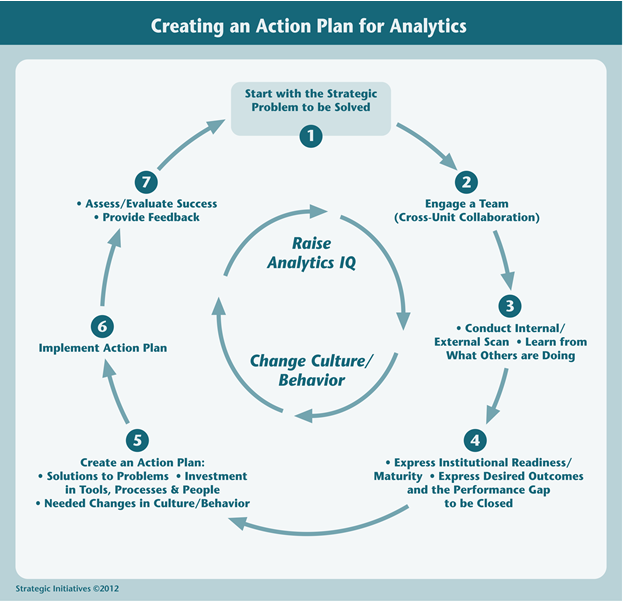 Creating an Action Plan for Analytics
Start with the Strategic
Problem to be Solved
1
2
Engage a Team
(Cross-Unit Collaboration)
3
• Conduct Internal/
External Scan • Learn from
What Others are Doing
4
• Express Institutional Readiness/
Maturity • Express Desired Outcomes
and the Performance Gap
to be Closed
5
Create an Action Plan:
• Solutions to Problems • Investment
in Tools, Processes & People
• Needed Changes in Culture/Behavior
6
Implement Action Plan
7
• Assess/Evaluate Success
• Provide Feedback
Raise
Analytics IQ
Change Culture/
Behavior
Strategic Initiatives ©2012